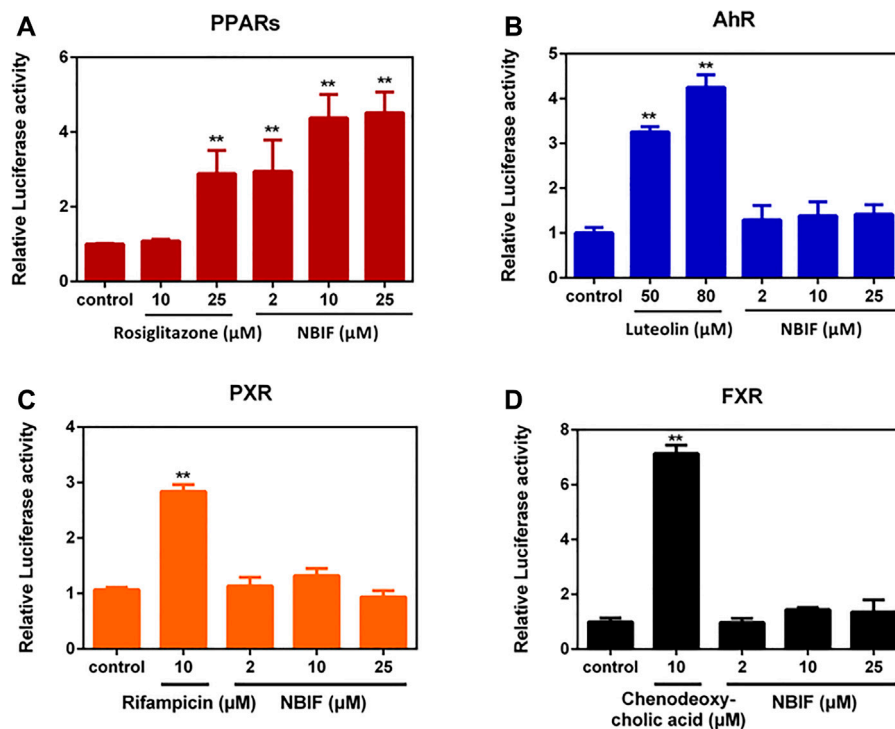 A
PPARs
Relative Luciferase activity
6
4
2
0
**
**
**
**
control
10
25
2
10
25
Rosiglitazone (μM)
NBIF (μM)
B
AhR
Relative Luciferase activity
5
4
3
2
1
0
**
**
control
50
80
2
10
25
Luteolin (μM)
NBIF (μM)
C
PXR
Relative Luciferase activity
4
3
2
1
0
**
control
10
2
10
25
Rifampicin (μM)
NBIF (μM)
D
FXR
Relative Luciferase activity
8
6
4
2
0
**
control
10
2
10
25
Chenodeoxy-
cholic acid (μM)
NBIF (μM)